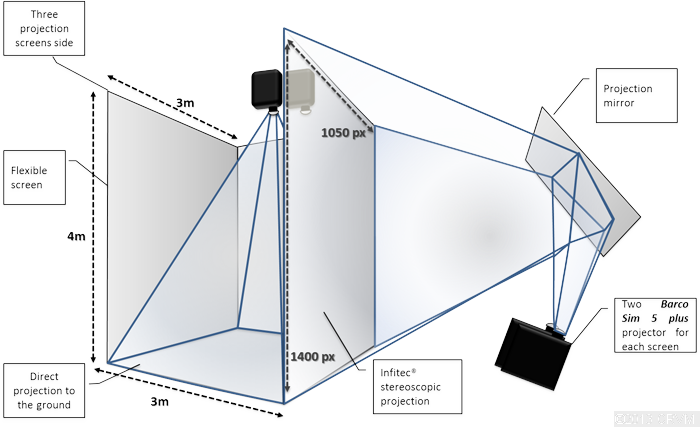 Three
projection
screens side
3m
1050 px
Projection
mirror
Flexible
screen
4m
Two Barco
Sim 5 plus
projector for
each screen
1400 px
Direct
projection to
the ground
Infitec®
stereoscopic
projection
3m